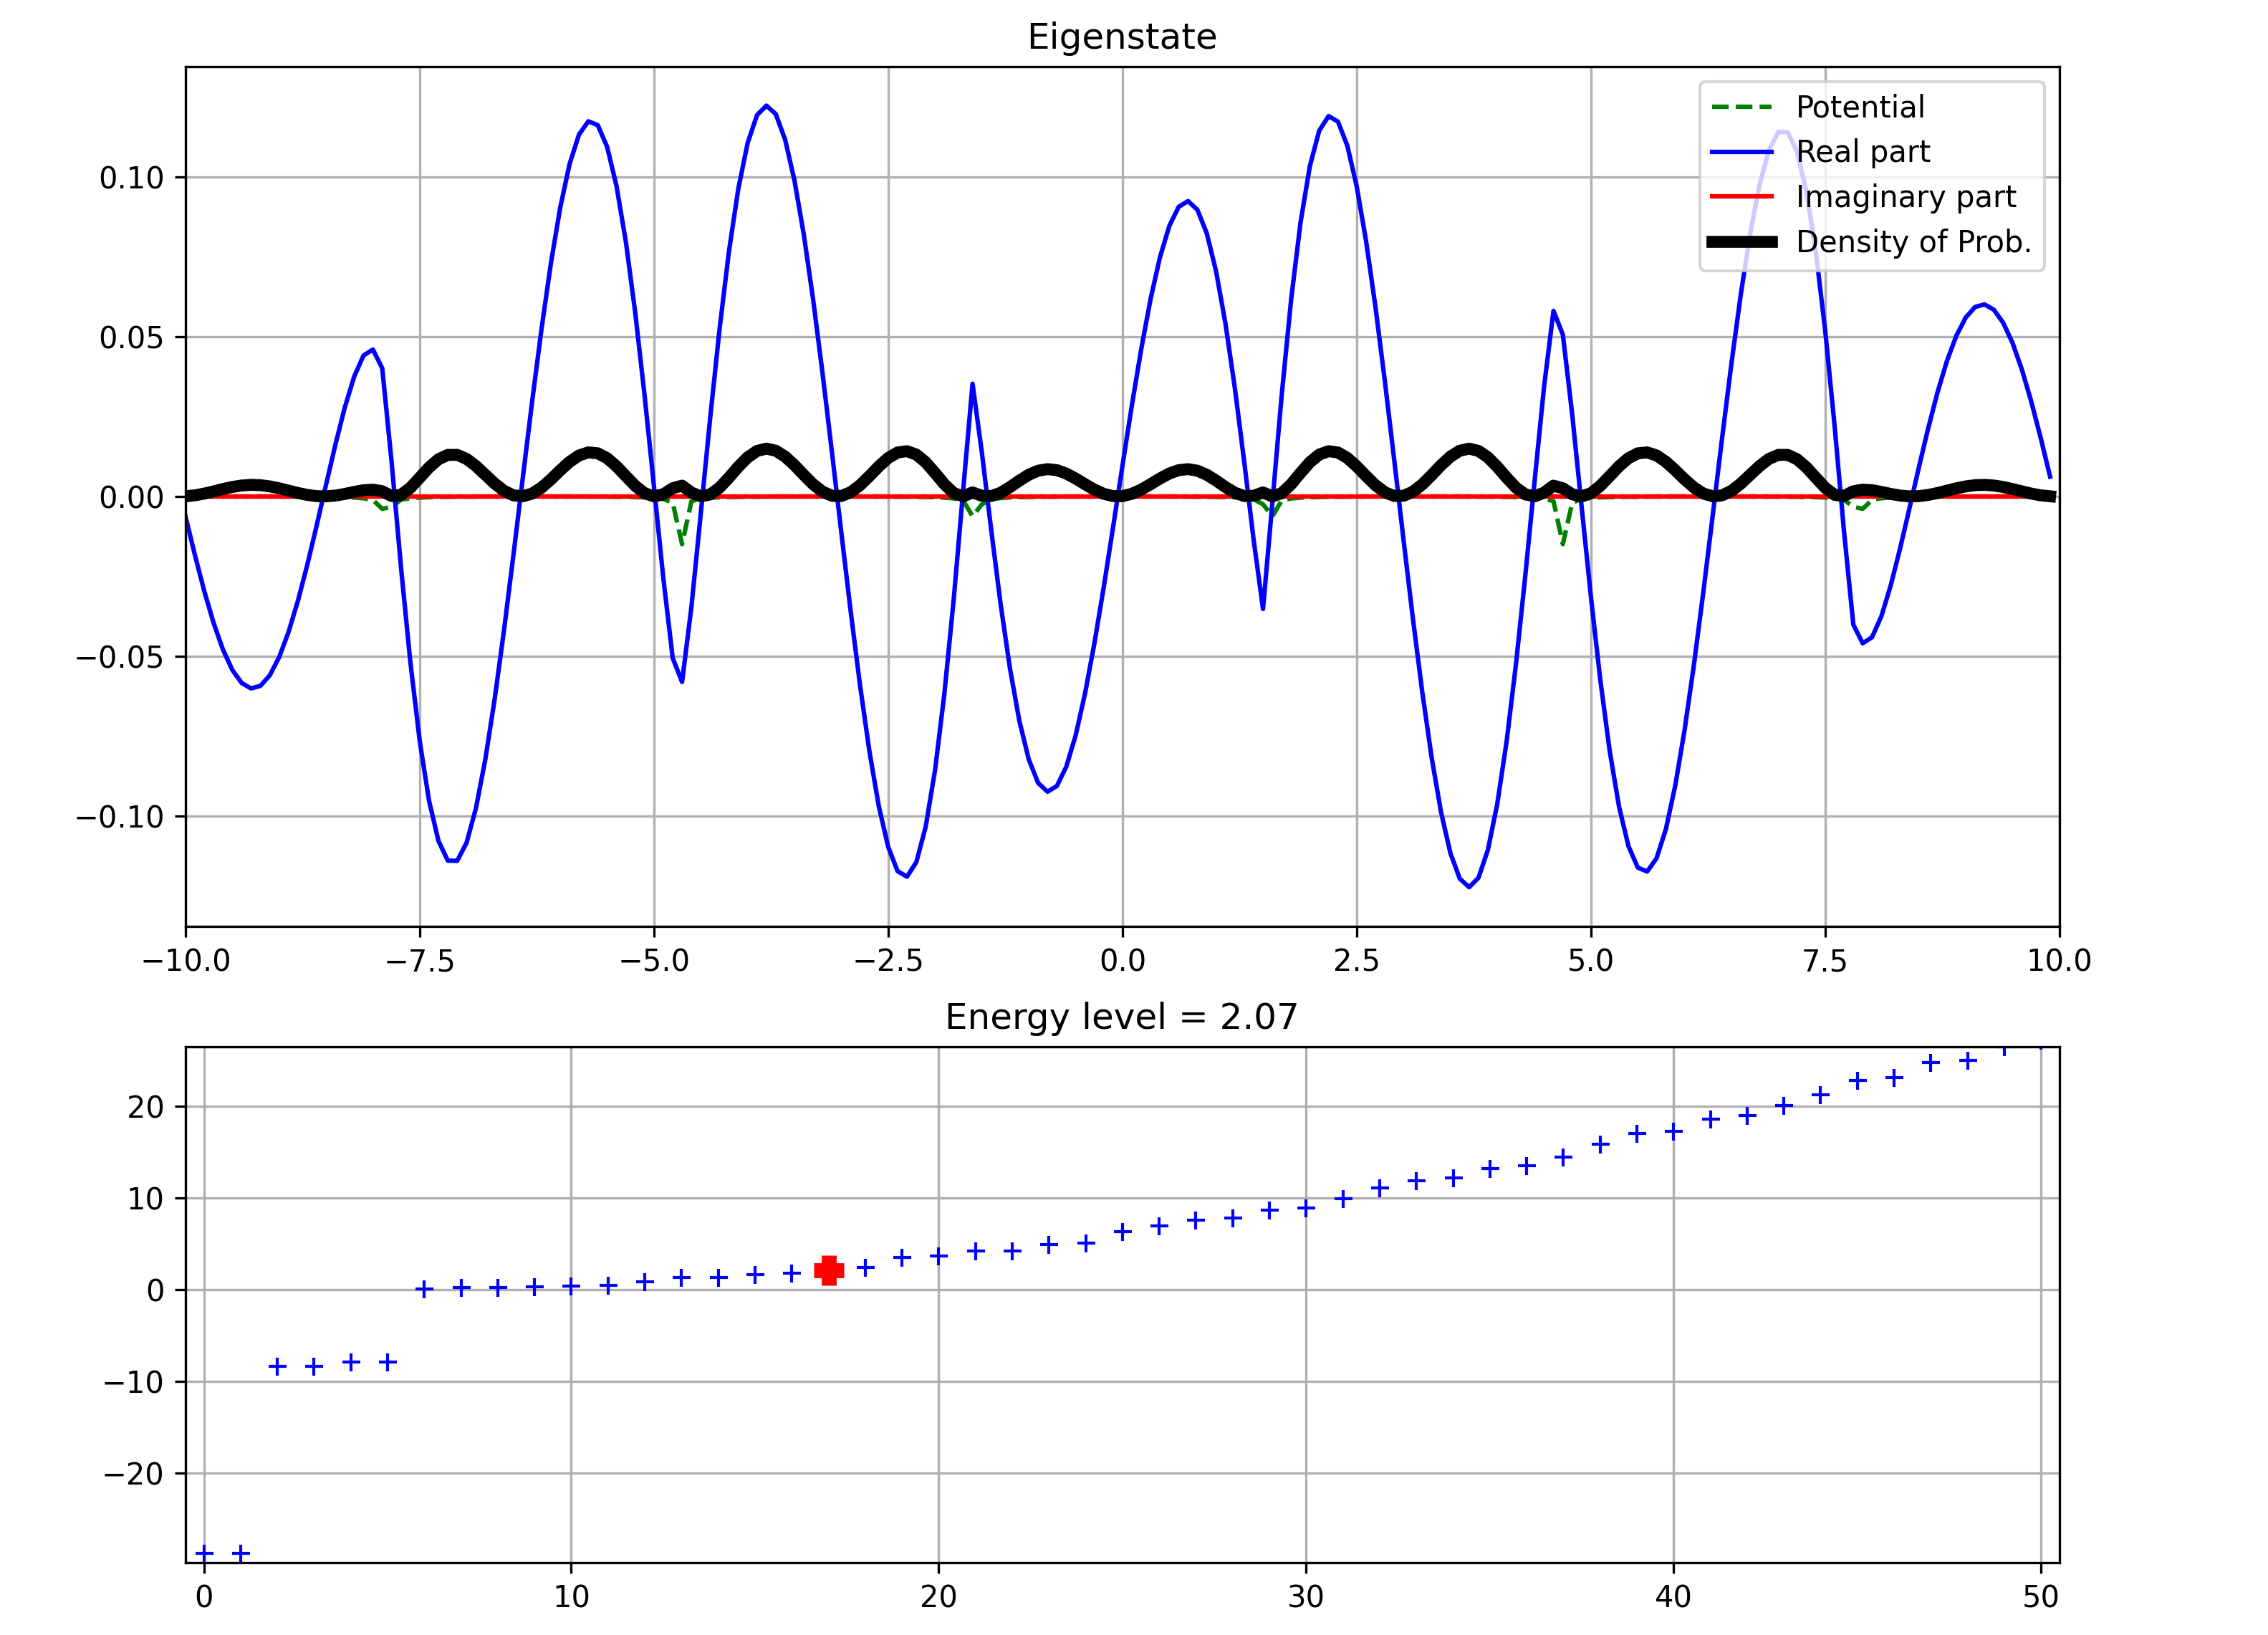 Eigenstate
Potential
Real part
Imaginary part
Density of Prob.
0.10
0.05
0.00
−0.05
−0.10
−10.0 −7.5 −5.0 −2.5 0.0 2.5 5.0 7.5 10.0
Energy level = 2.07
20
10
0
−10
−20
0 10 20 30 40 50